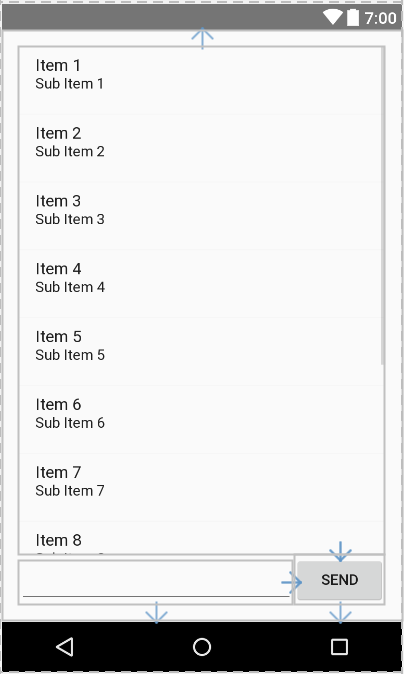 7:00
Item 1
Sub Item 1
Item 2
Sub Item 2
Item 3
Sub Item 3
Item 4
Sub Item 4
Item 5
Sub Item 5
Item 6
Sub Item 6
Item 7
Sub Item 7
Item 8
SEND